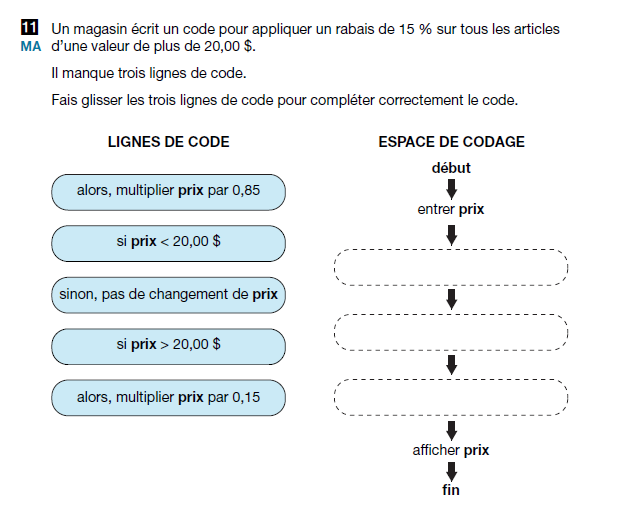 11 Un magasin écrit un code pour appliquer un rabais de 15 % sur tous les articles
MA d’une valeur de plus de 20,00 $.
Il manque trois lignes de code.
Fais glisser les trois lignes de code pour compléter correctement le code.
LIGNES DE CODE
alors, multiplier prix par 0,85
si prix < 20,00 $
sinon, pas de changement de prix
si prix > 20,00 $
alors, multiplier prix par 0,15
ESPACE DE CODAGE
début
entrer prix
afficher prix
fin